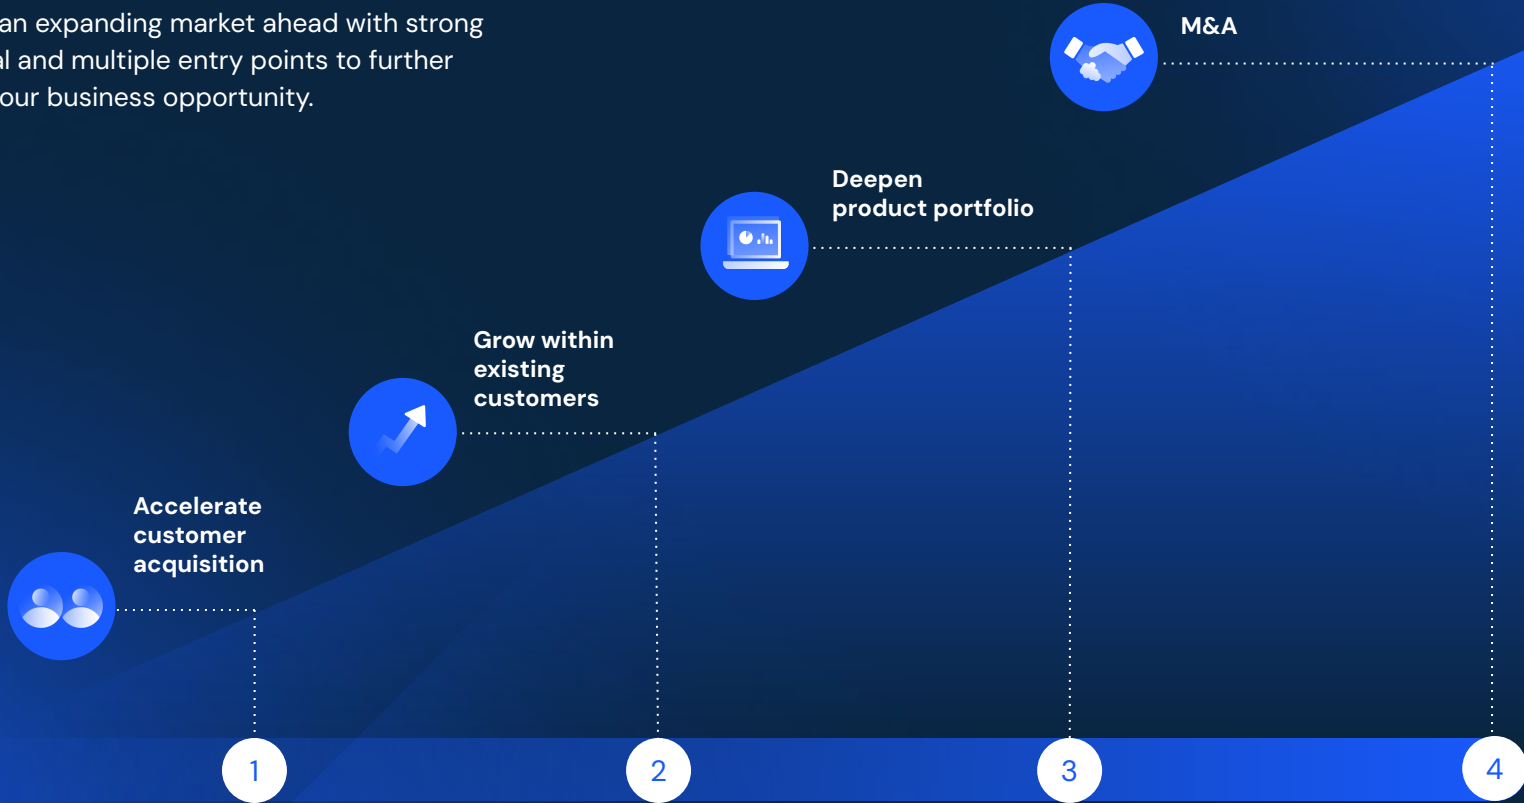 an expanding market ahead with strong
and multiple entry points to further
our business opportunity.
M&A
Deepen
product portfolio
Grow within
existing
customers
Accelerate
customer
acquisition
1
2
3
4